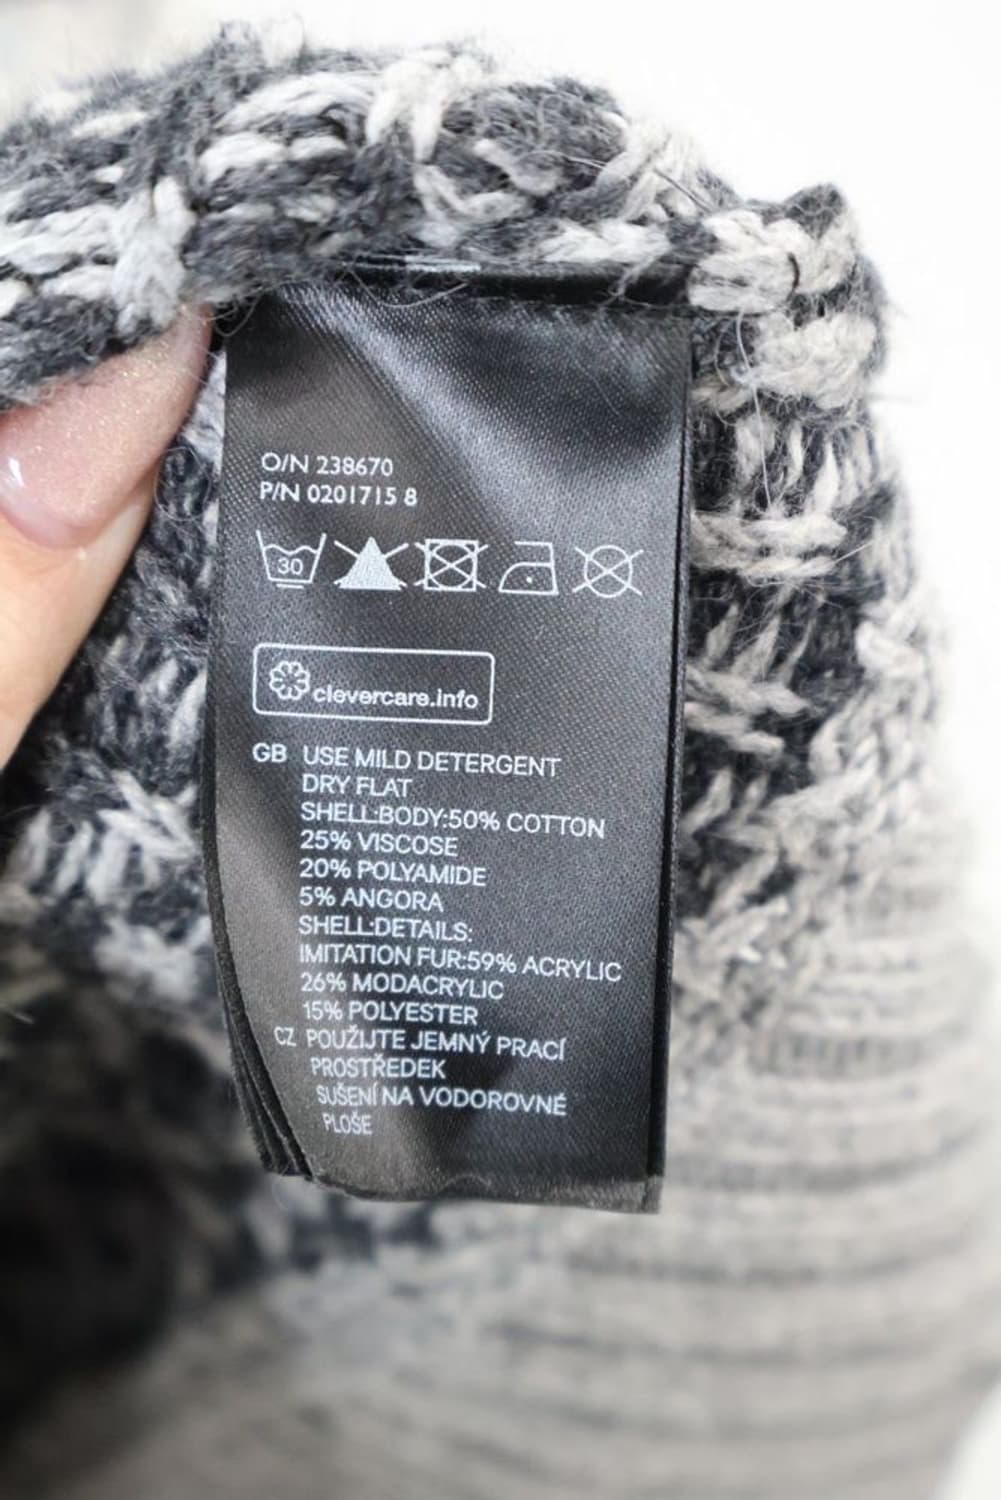 O/N 238670
P/N 0201715 8
30
clevercare.info
GB USE MILD DETERGENT
DRY FLAT
SHELL:BODY:50% COTTON
25% VISCOSE
20% POLYAMIDE
5% ANGORA
SHELL:DETAILS:
IMITATION FUR:59% ACRYLIC
26% MODACRYLIC
15% POLYESTER
CZ POUŽIJTE JEMNÝ PRACÍ
PROSTŘEDEK
SUŠENÍ NA VODOROVNÉ
PLOŠE